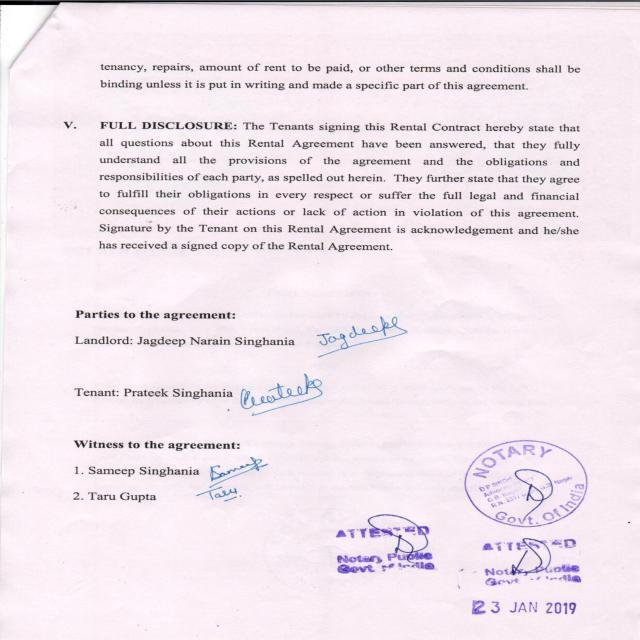 tenancy, repairs, amount of rent to be paid, or other terms and conditions shall be
binding unless it is put in writing and made a specific part of this agreement.
V. FULL DISCLOSURE: The Tenants signing this Rental Contract hereby state that
all questions about this Rental Agreement have been answered, that they fully
understand all the provisions of the agreement and the obligations and
responsibilities of each party, as spelled out herein. They further state that they agree
to fulfill their obligations in every respect or suffer the full legal and financial
consequences of their actions or lack of action in violation of this agreement.
Signature by the Tenant on this Rental Agreement is acknowledgement and he/she
has received a signed copy of the Rental Agreement.
Parties to the agreement:
Landlord: Jagdeep Narain Singhania Jagdeep
Tenant: Prateek Singhania Prateek
Witness to the agreement:
1. Sameep Singhania Sameep
2. Taru Gupta Taru
NOTARY
Govt. Of India
ATTESTED
Notary Public
Govt. of India
ATTESTED
Notary Public
Govt of India
23 JAN 2019